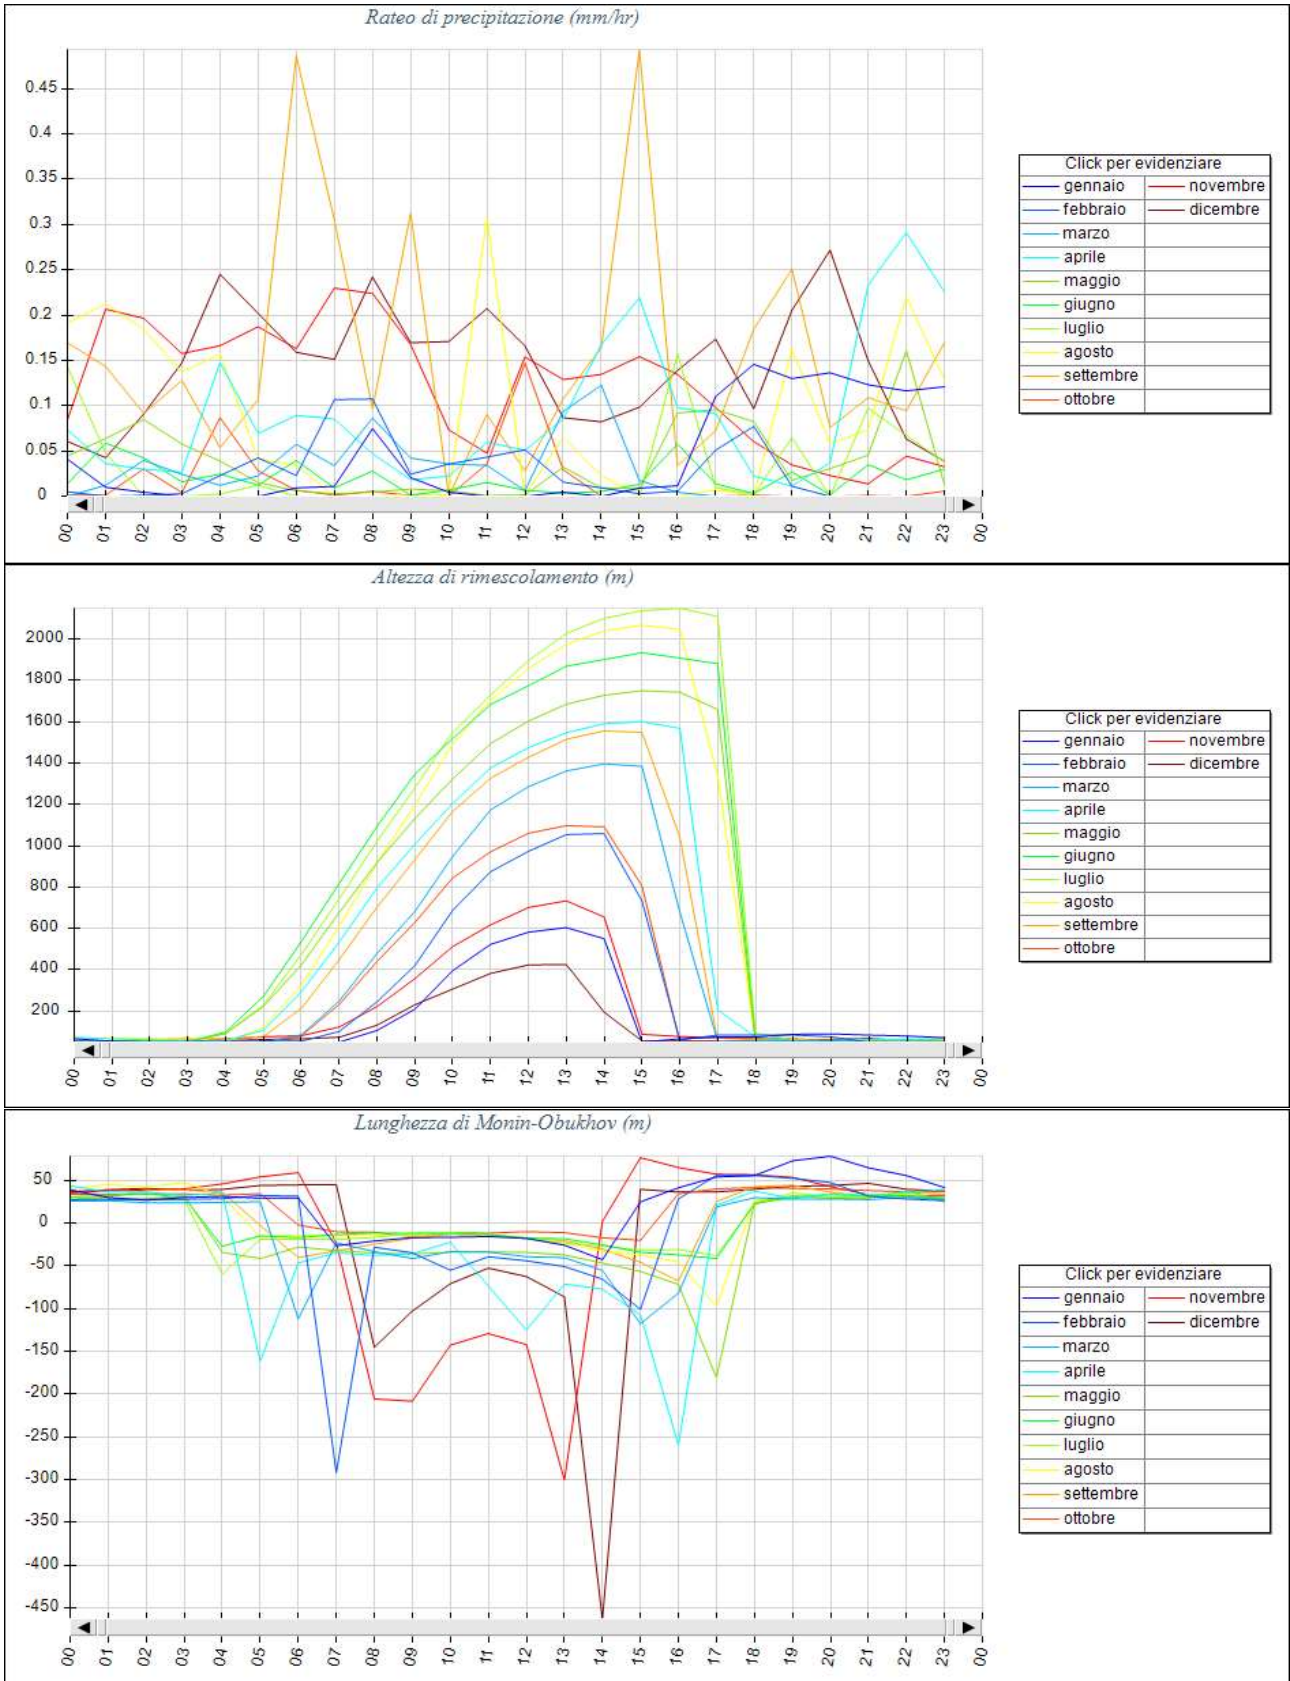 Rateo di precipitazione (mm/hr)
0.45
0.4
0.35
0.3
0.25
0.2
0.15
0.1
0.05
0
00 01 02 03 04 05 06 07 08 09 10 11 12 13 14 15 16 17 18 19 20 21 22 23 00
Click per evidenziare
gennaio novembre
febbraio dicembre
marzo
aprile
maggio
giugno
luglio
agosto
settembre
ottobre
Altezza di rimescolamento (m)
2000
1800
1600
1400
1200
1000
800
600
400
200
00 01 02 03 04 05 06 07 08 09 10 11 12 13 14 15 16 17 18 19 20 21 22 23 00
Click per evidenziare
gennaio novembre
febbraio dicembre
marzo
aprile
maggio
giugno
luglio
agosto
settembre
ottobre
Lunghezza di Monin-Obukhov (m)
50
0
-50
-100
-150
-200
-250
-300
-350
-400
-450
00 01 02 03 04 05 06 07 08 09 10 11 12 13 14 15 16 17 18 19 20 21 22 23 00
Click per evidenziare
gennaio novembre
febbraio dicembre
marzo
aprile
maggio
giugno
luglio
agosto
settembre
ottobre